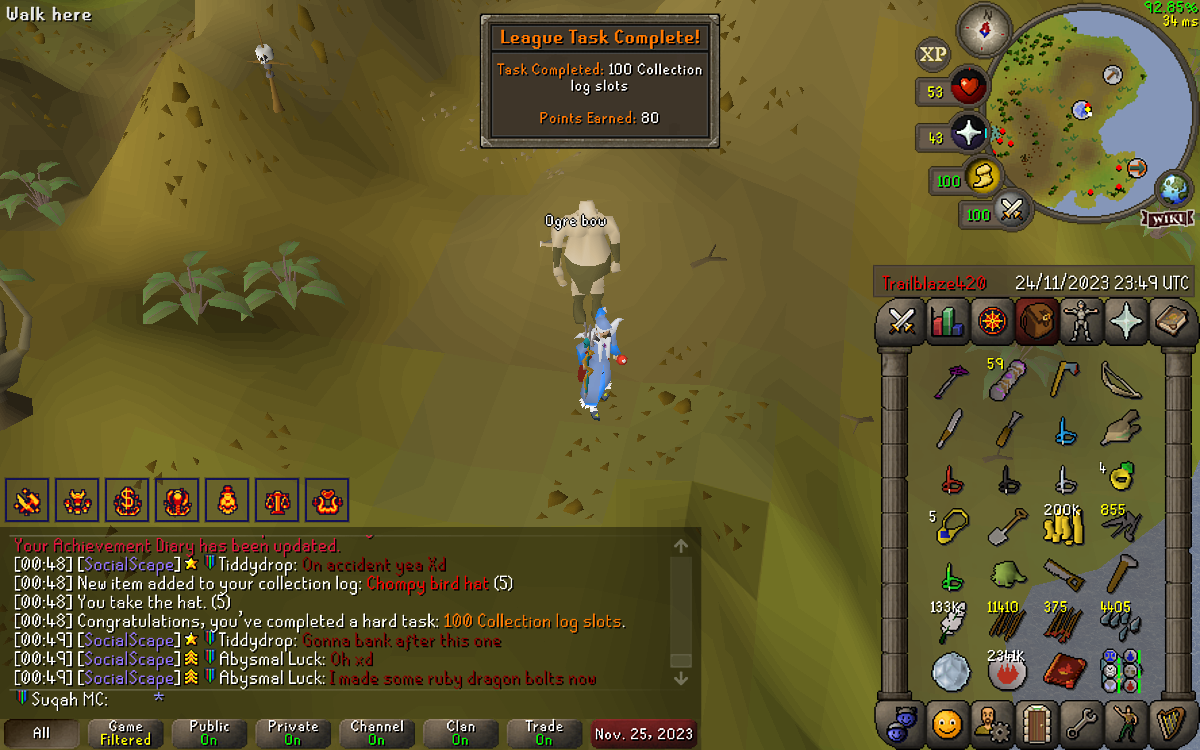 Walk here
92.85%
34 ms
League Task Complete!
Task Completed: 100 Collection
log slots
Points Earned: 80
N
XP
53
43
100
100
WIKI
Ogre bow
Trailblaze420 24/11/2023 23:49 UTC
59
4
5
200K
855
133K
11410
375
4405
234K
Your Achievement Diary has been updated.
[00:48] [SocialScape] Tiddydrop: On accident yea Xd
[00:48] New item added to your collection log: Chompy bird hat (5)
[00:48] You take the hat. (5)
[00:48] Congratulations, you've completed a hard task: 100 Collection log slots.
[00:49] [SocialScape] Tiddydrop: Gonna bank after this one
[00:49] [SocialScape] Abysmal Luck: Oh xd
[00:49] [SocialScape] Abysmal Luck: I made some ruby dragon bolts now
Suqah MC: *
All
Game
Filtered
Public
On
Private
On
Channel
On
Clan
On
Trade
On
Nov. 25, 2023